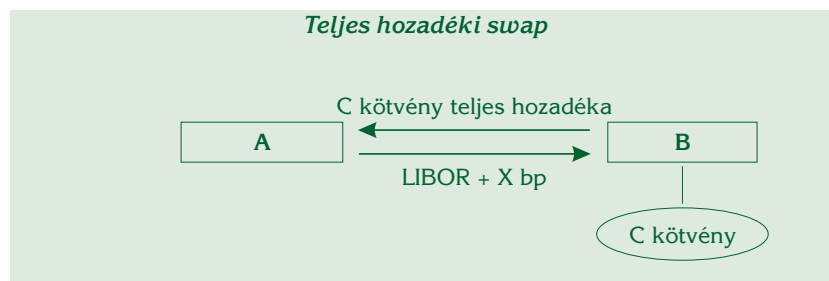 Teljes hozadéki swap
C kötvény teljes hozadéka
A
B
LIBOR + X bp
C kötvény